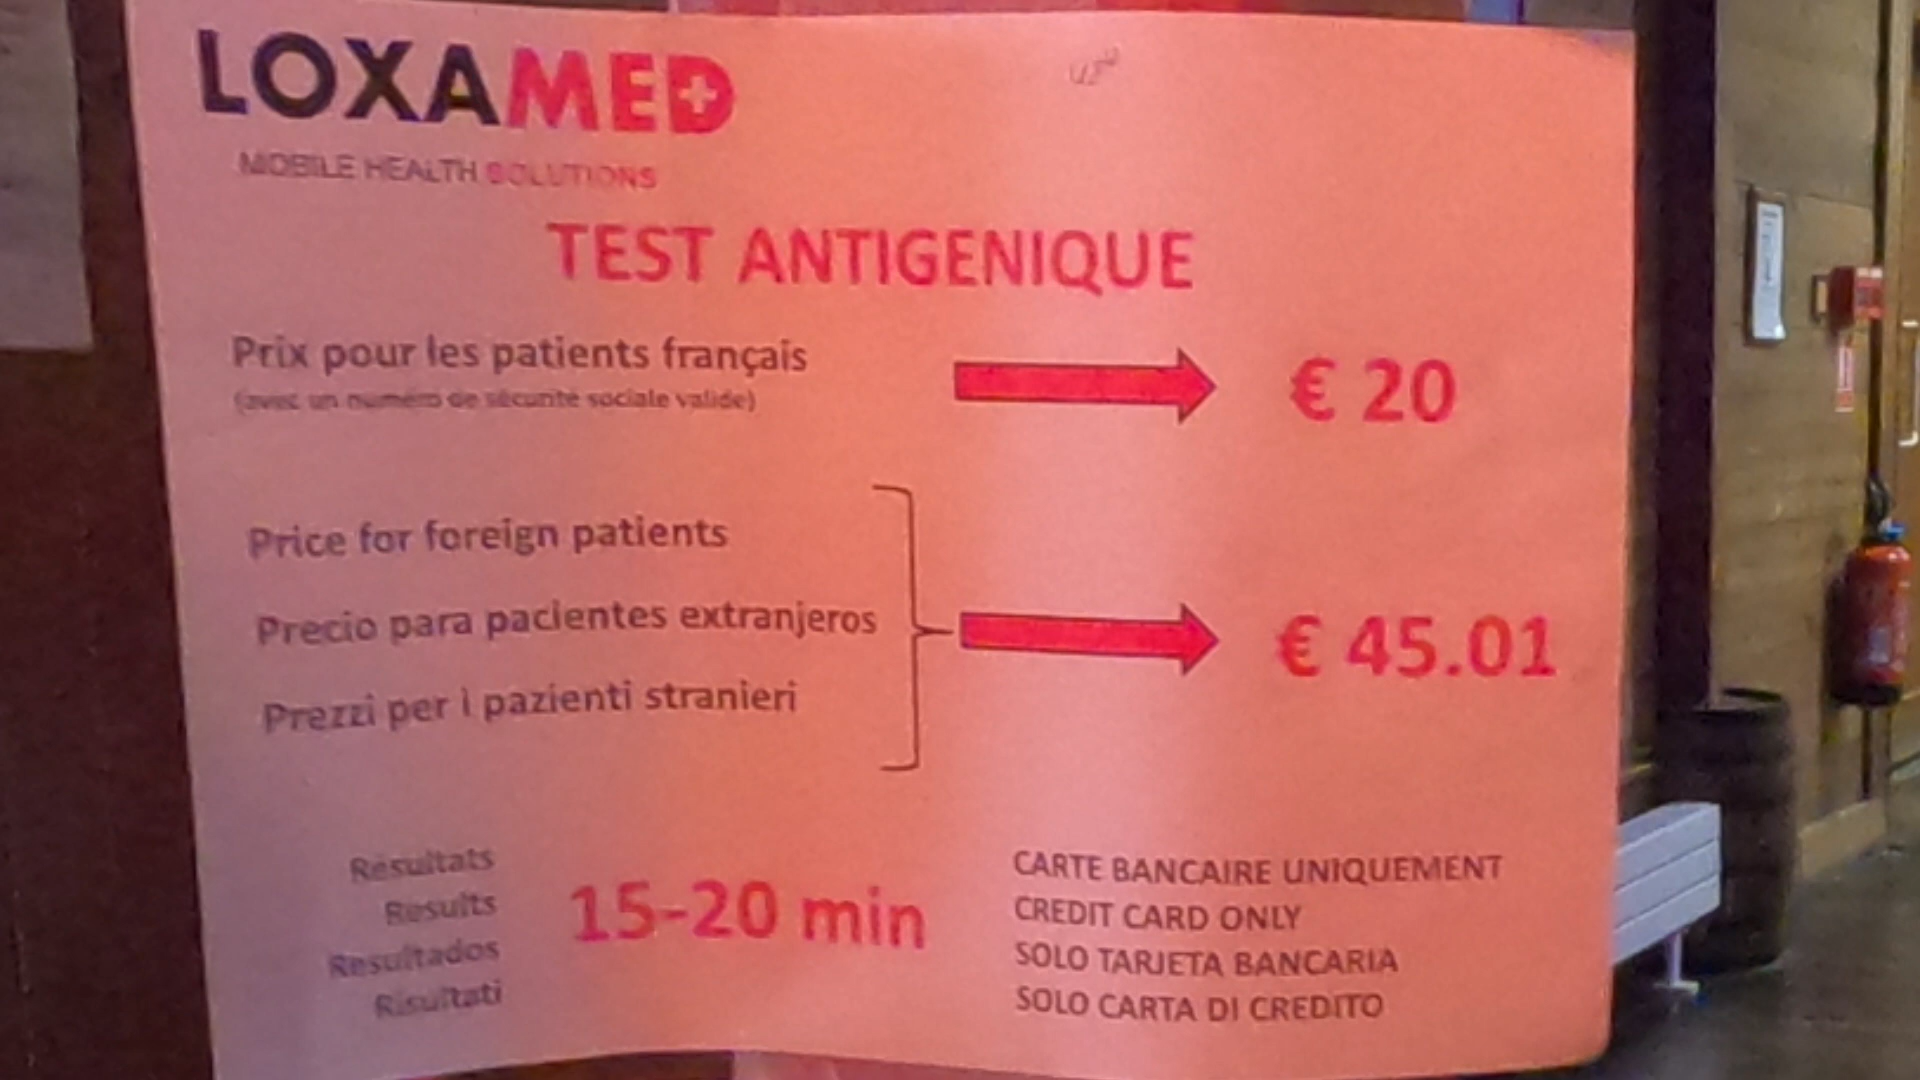 LOXAMED
MOBILE HEALTH SOLUTIONS
TEST ANTIGENIQUE
Prix pour les patients français
(avec un numéro de sécurité sociale valide)
€ 20
Price for foreign patients
Precio para pacientes extranjeros
Prezzi per i pazienti stranieri
€ 45.01
Résultats
Results
Resultados
Risultati
15-20 min
CARTE BANCAIRE UNIQUEMENT
CREDIT CARD ONLY
SOLO TARJETA BANCARIA
SOLO CARTA DI CREDITO